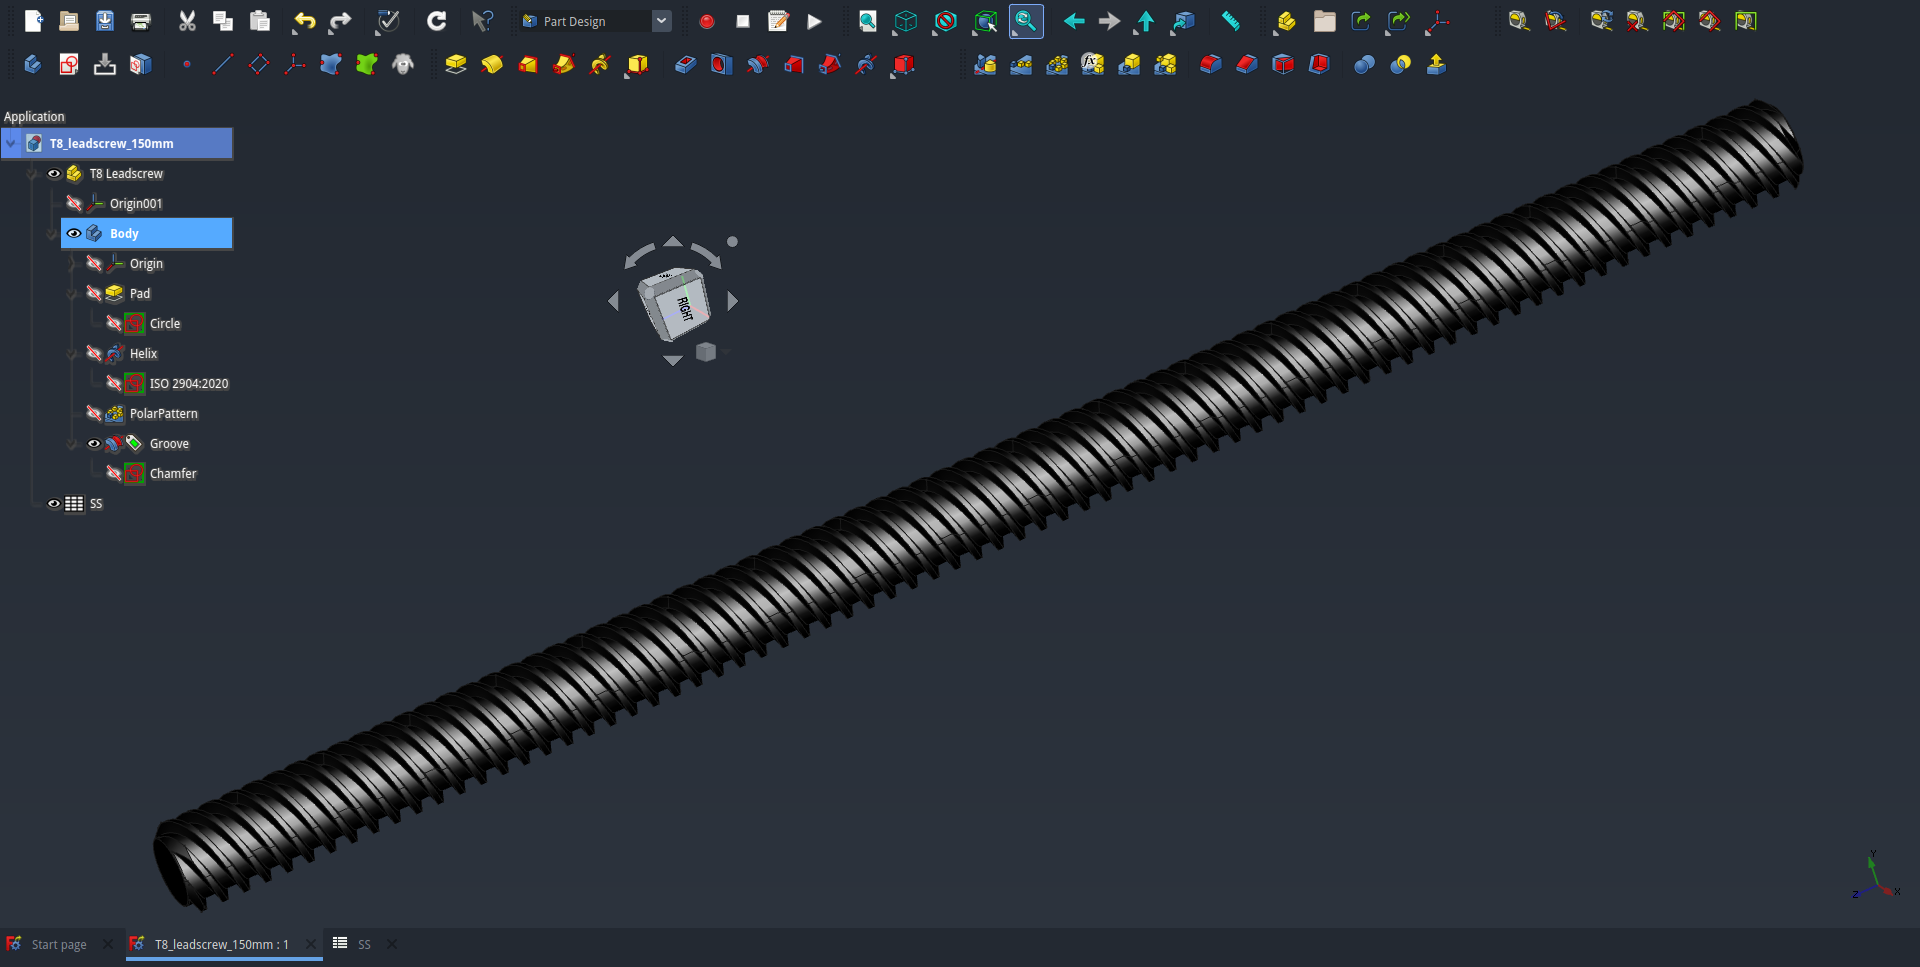 Part Design
Application
T8_leadscrew_150mm
T8 Leadscrew
Origin001
Body
Origin
Pad
Circle
Helix
ISO 2904:2020
PolarPattern
Groove
Chamfer
SS
RIGHT
fx
Y
Z
X
Start page
T8_leadscrew_150mm : 1
SS